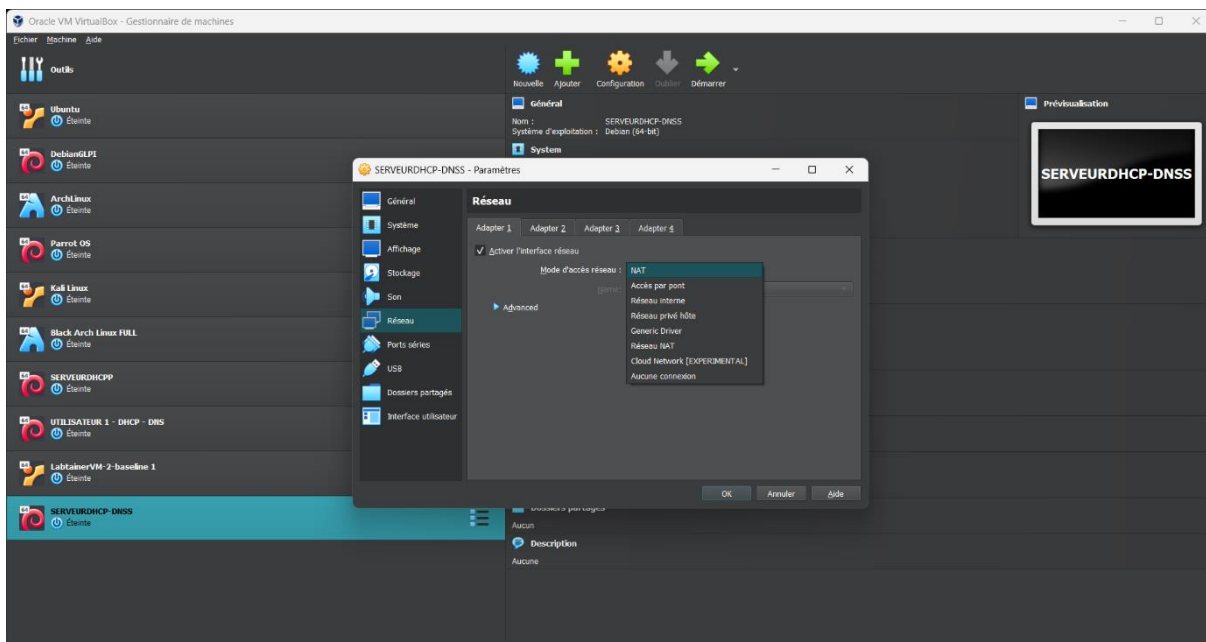 Oracle VM VirtualBox - Gestionnaire de machines
Fichier Machine Aide
Outils
Nouvelle Ajouter Configuration Oublier Démarrer
Ubuntu
Éteinte
DebianGLPI
Éteinte
ArchLinux
Éteinte
Parrot OS
Éteinte
Kali Linux
Éteinte
Black Arch Linux FULL
Éteinte
SERVEURDHCPP
Éteinte
UTILISATEUR 1 - DHCP - DNS
Éteinte
LabtainerVM-2-baseline 1
Éteinte
SERVEURDHCP-DNSS
Éteinte
Général
Nom : SERVEURDHCP-DNSS
Système d'exploitation : Debian (64-bit)
System
Prévisualisation
SERVEURDHCP-DNSS
SERVEURDHCP-DNSS - Paramètres
Général
Système
Affichage
Stockage
Son
Réseau
Ports séries
USB
Dossiers partagés
Interface utilisateur
Réseau
Adapter 1 Adapter 2 Adapter 3 Adapter 4
Activer l'interface réseau
Mode d'accès réseau : NAT
Name:
Accès par pont
Réseau interne
Réseau privé hôte
Generic Driver
Réseau NAT
Cloud Network [EXPERIMENTAL]
Aucune connexion
Advanced
OK Annuler Aide
Dossiers partagés
Aucun
Description
Aucune